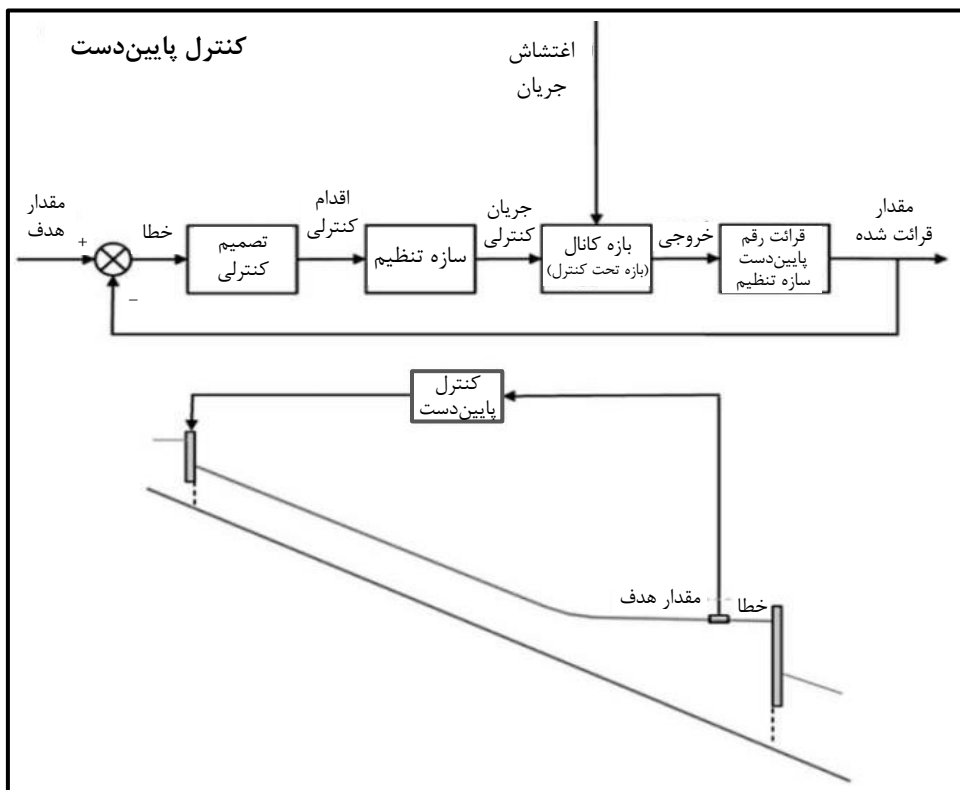 کنترل پایین‌دست
اغتشاش
جریان
مقدار
هدف
+
_
خطا
تصمیم
کنترلی
اقدام
کنترلی
سازه تنظیم
جریان
کنترلی
بازه کانال
(بازه تحت کنترل)
خروجی
قرائت رقم
پایین‌دست
سازه تنظیم
مقدار
قرائت شده
کنترل
پایین‌دست
مقدار هدف
خطا